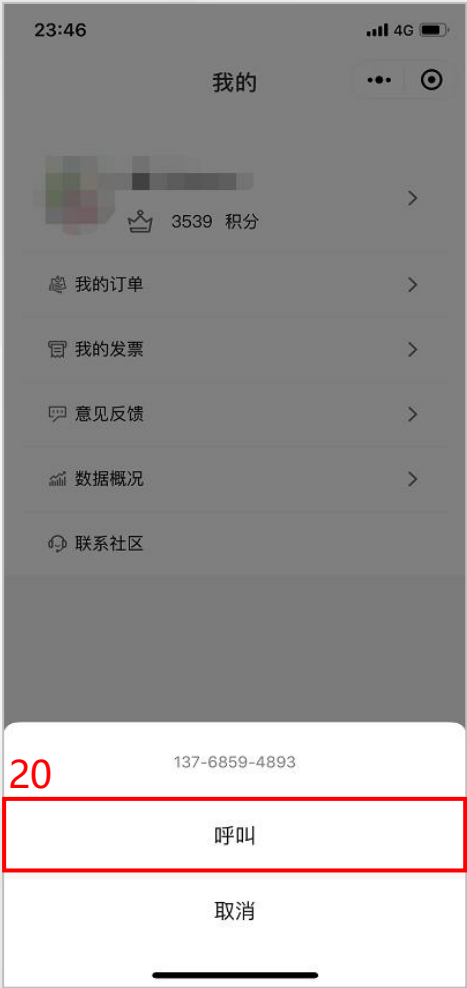 23:46
4G
我的
3539 积分
我的订单
我的发票
意见反馈
数据概况
联系社区
137-6859-4893
20
呼叫
取消